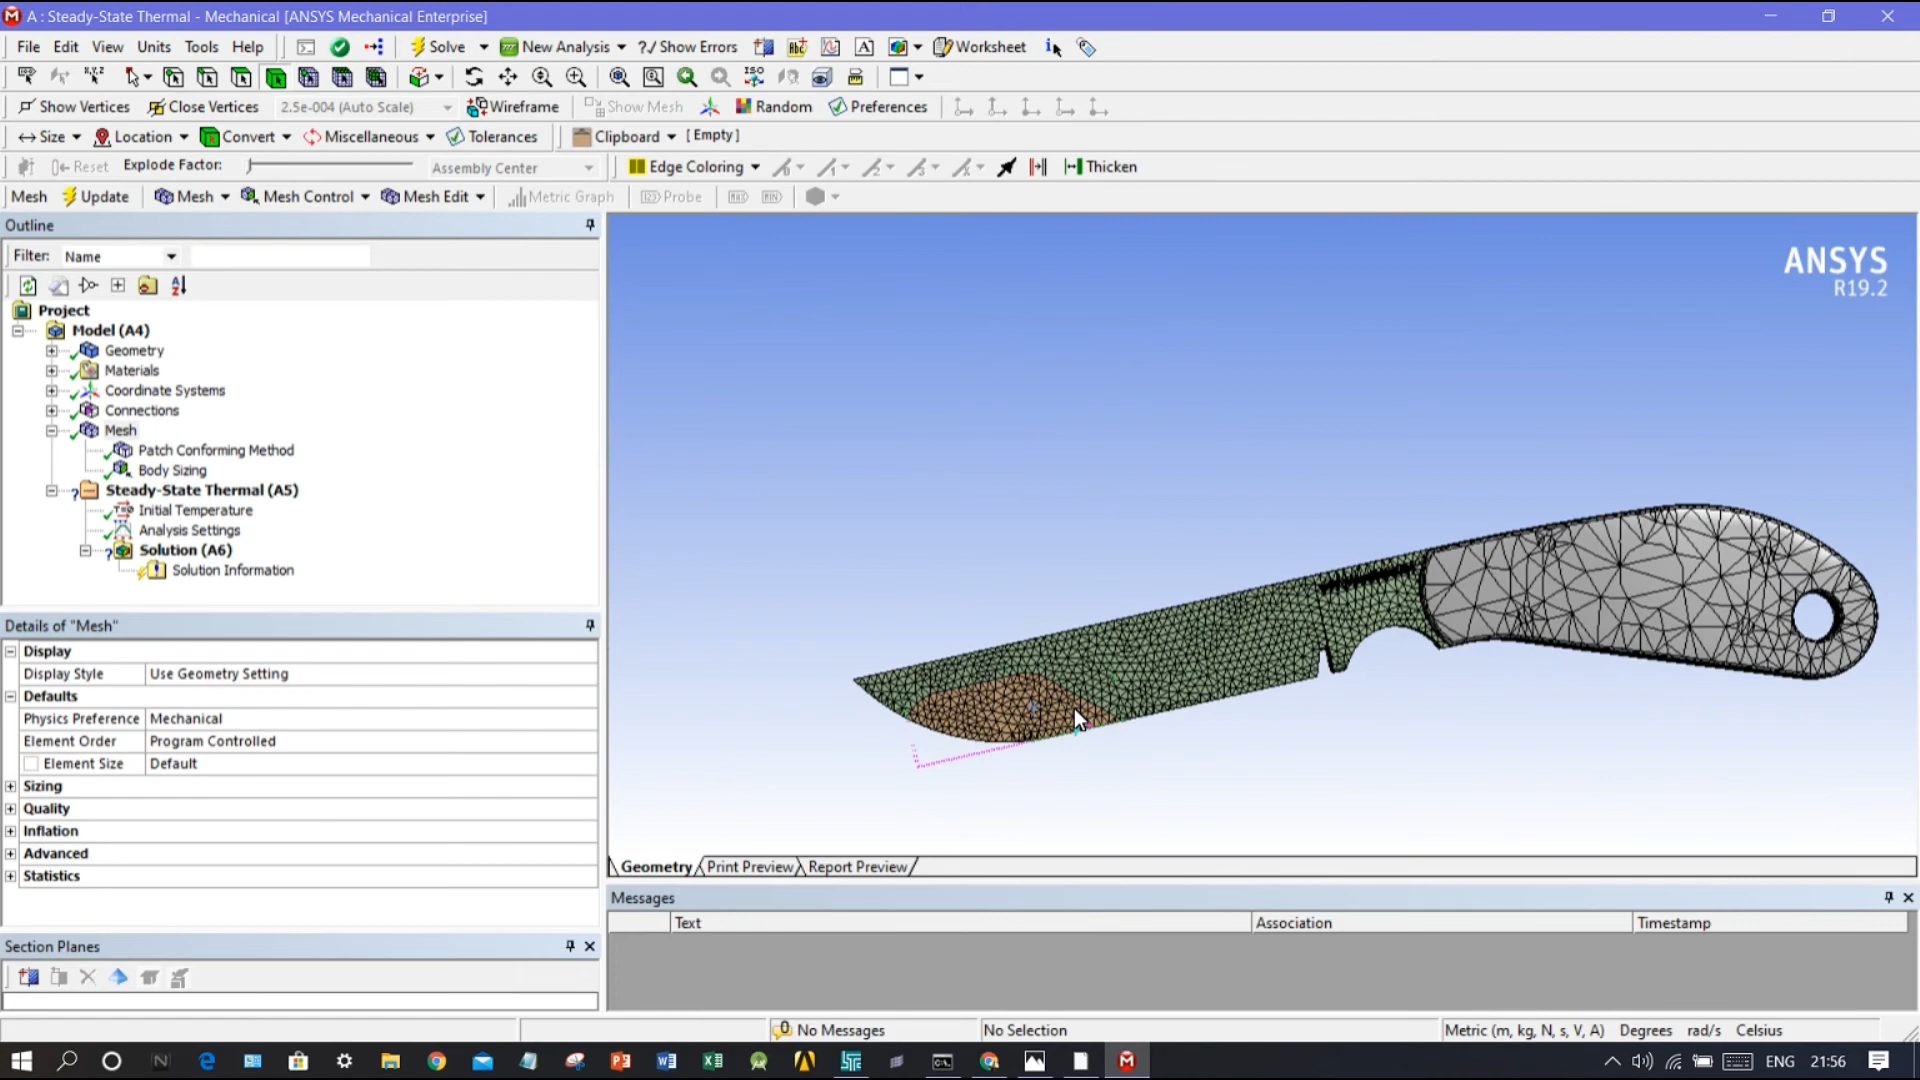 A : Steady-State Thermal - Mechanical [ANSYS Mechanical Enterprise]
File Edit View Units Tools Help Solve New Analysis ?/ Show Errors Worksheet
Show Vertices Close Vertices 2.5e-004 (Auto Scale) Wireframe Show Mesh Random Preferences
Size Location Convert Miscellaneous Tolerances Clipboard [ Empty ]
Reset Explode Factor: Assembly Center Edge Coloring Thicken
Mesh Update Mesh Mesh Control Mesh Edit Metric Graph Probe
Outline
Filter: Name
Project
Model (A4)
Geometry
Materials
Coordinate Systems
Connections
Mesh
Patch Conforming Method
Body Sizing
Steady-State Thermal (A5)
Initial Temperature
Analysis Settings
Solution (A6)
Solution Information
ANSYS
R19.2
Details of "Mesh"
Display
Display Style Use Geometry Setting
Defaults
Physics Preference Mechanical
Element Order Program Controlled
Element Size Default
Sizing
Quality
Inflation
Advanced
Statistics
Geometry Print Preview Report Preview
Messages
Text Association Timestamp
Section Planes
No Messages No Selection Metric (m, kg, N, s, V, A) Degrees rad/s Celsius
ENG 21:56